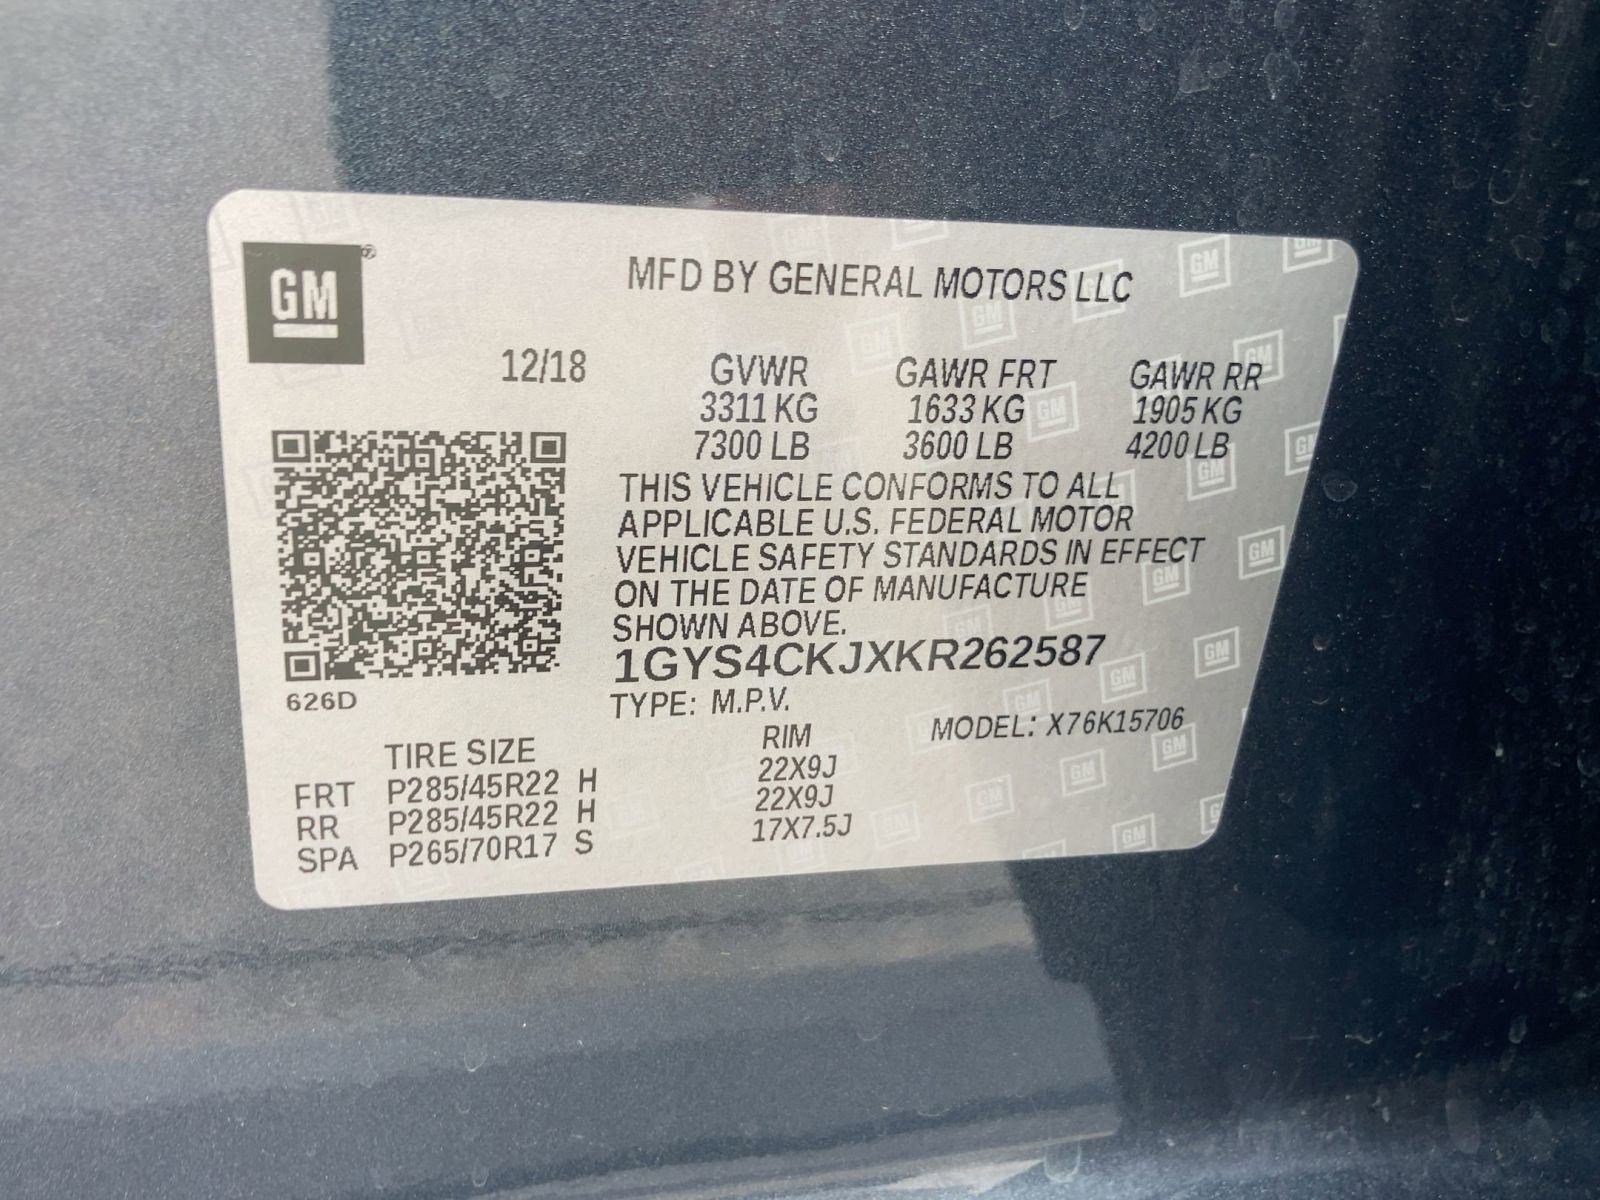 GM®
MFD BY GENERAL MOTORS LLC
12/18 GVWR GAWR FRT GAWR RR
3311 KG 1633 KG 1905 KG
7300 LB 3600 LB 4200 LB
THIS VEHICLE CONFORMS TO ALL
APPLICABLE U.S. FEDERAL MOTOR
VEHICLE SAFETY STANDARDS IN EFFECT
ON THE DATE OF MANUFACTURE
SHOWN ABOVE.
1GYS4CKJXKR262587
626D
TYPE: M.P.V.
MODEL: X76K15706
TIRE SIZE RIM
FRT P285/45R22 H 22X9J
RR P285/45R22 H 22X9J
SPA P265/70R17 S 17X7.5J